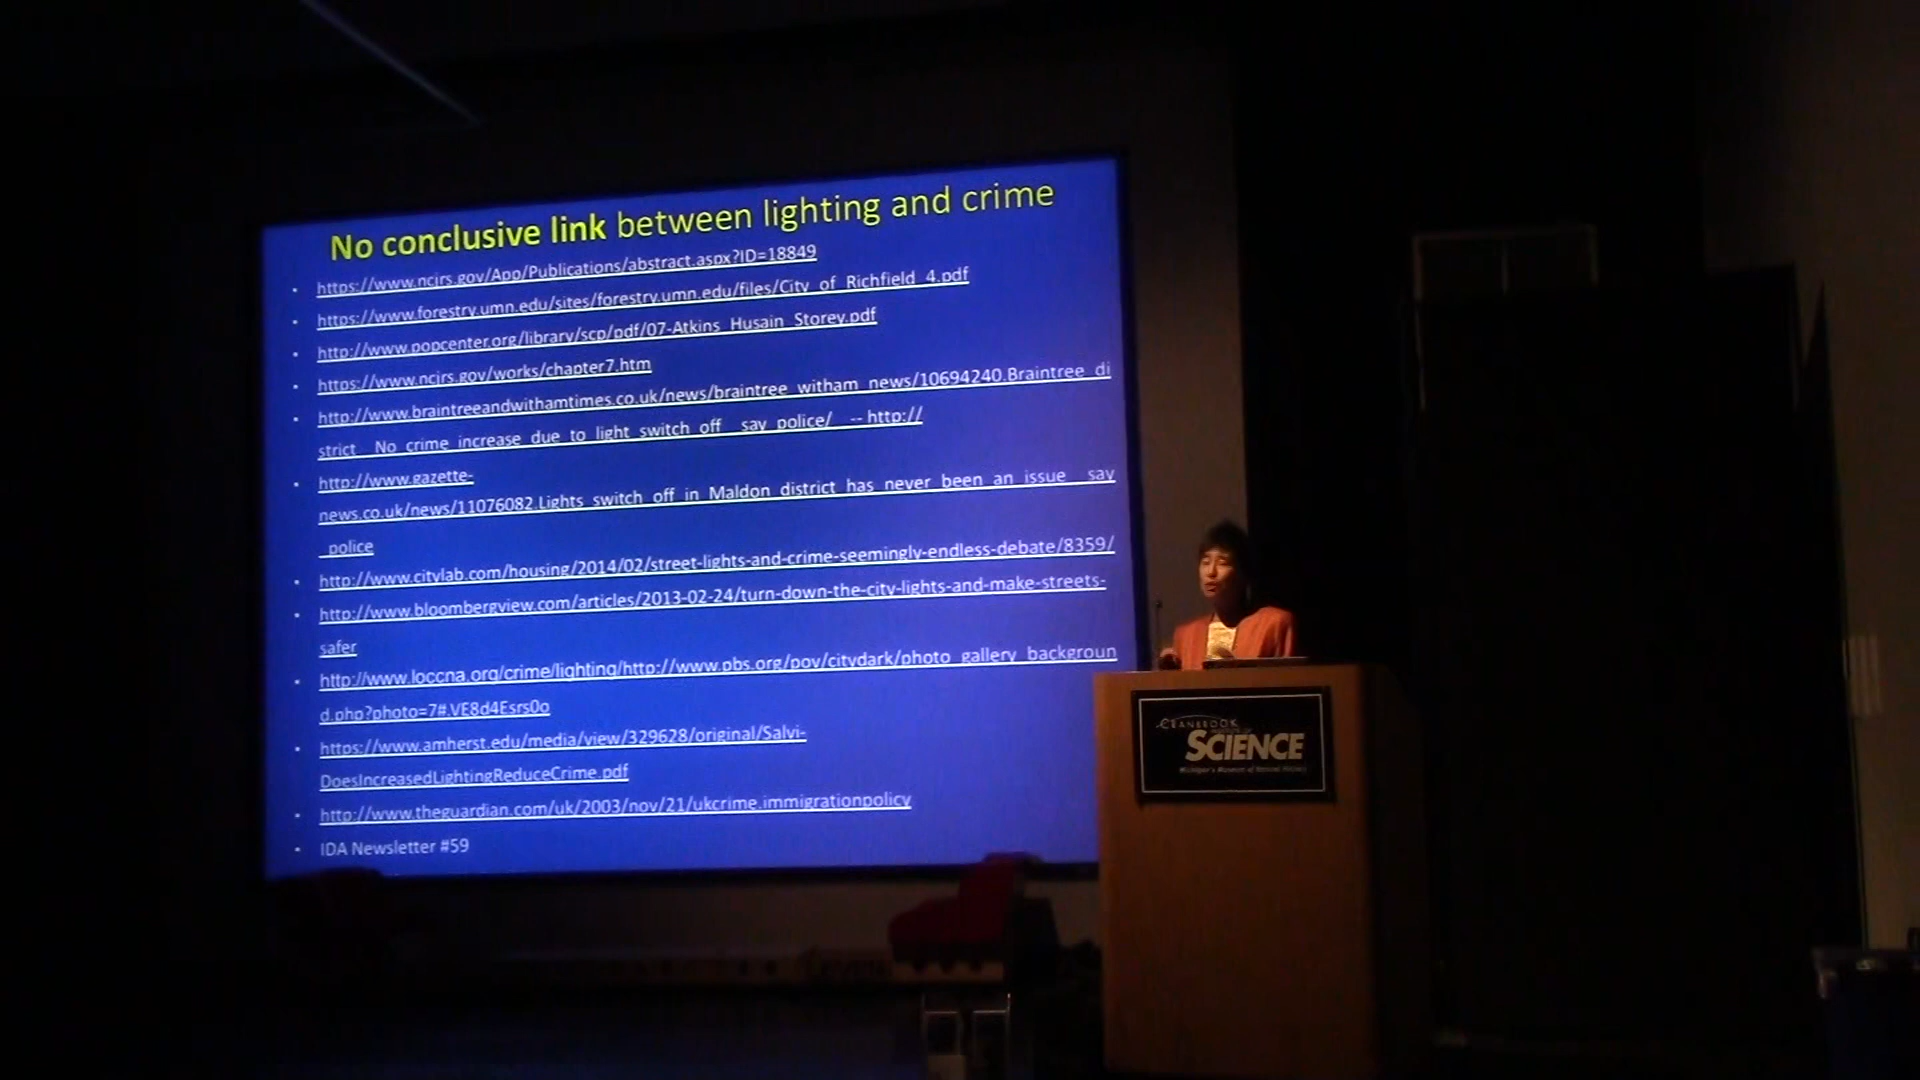 No conclusive link between lighting and crime
• https://www.ncjrs.gov/App/Publications/abstract.aspx?ID=18849
• https://www.forestry.umn.edu/sites/forestry.umn.edu/files/City_of_Richfield_4.pdf
• http://www.popcenter.org/library/scp/pdf/07-Atkins_Husain_Storey.pdf
• https://www.ncjrs.gov/works/chapter7.htm
• http://www.braintreeandwithamtimes.co.uk/news/braintree_witham_news/10694240.Braintree_di
strict__No_crime_increase_due_to_light_switch_off__say_police/ -- http://
• http://www.gazette-
news.co.uk/news/11076082.Lights_switch_off_in_Maldon_district_has_never_been_an_issue__say
_police
• http://www.citylab.com/housing/2014/02/street-lights-and-crime-seemingly-endless-debate/8359/
• http://www.bloombergview.com/articles/2013-02-24/turn-down-the-city-lights-and-make-streets-
safer
• http://www.loccna.org/crime/lighting/http://www.pbs.org/pov/citydark/photo_gallery_backgroun
d.php?photo=7#.VE8d4Esrs0o
• https://www.amherst.edu/media/view/329628/original/Salvi-
DoesIncreasedLightingReduceCrime.pdf
• http://www.theguardian.com/uk/2003/nov/21/ukcrime.immigrationpolicy
• IDA Newsletter #59
CRANBROOK
SCIENCE
Michigan's Museum of Natural History